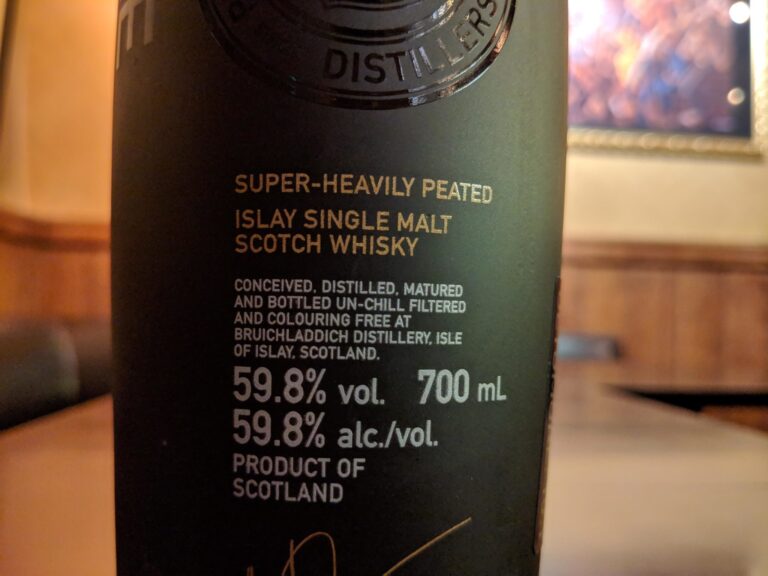 DISTILLERS
SUPER-HEAVILY PEATED
ISLAY SINGLE MALT
SCOTCH WHISKY
CONCEIVED, DISTILLED, MATURED
AND BOTTLED UN-CHILL FILTERED
AND COLOURING FREE AT
BRUICHLADDICH DISTILLERY, ISLE
OF ISLAY, SCOTLAND.
59.8% vol. 700 mL
59.8% alc./vol.
PRODUCT OF
SCOTLAND